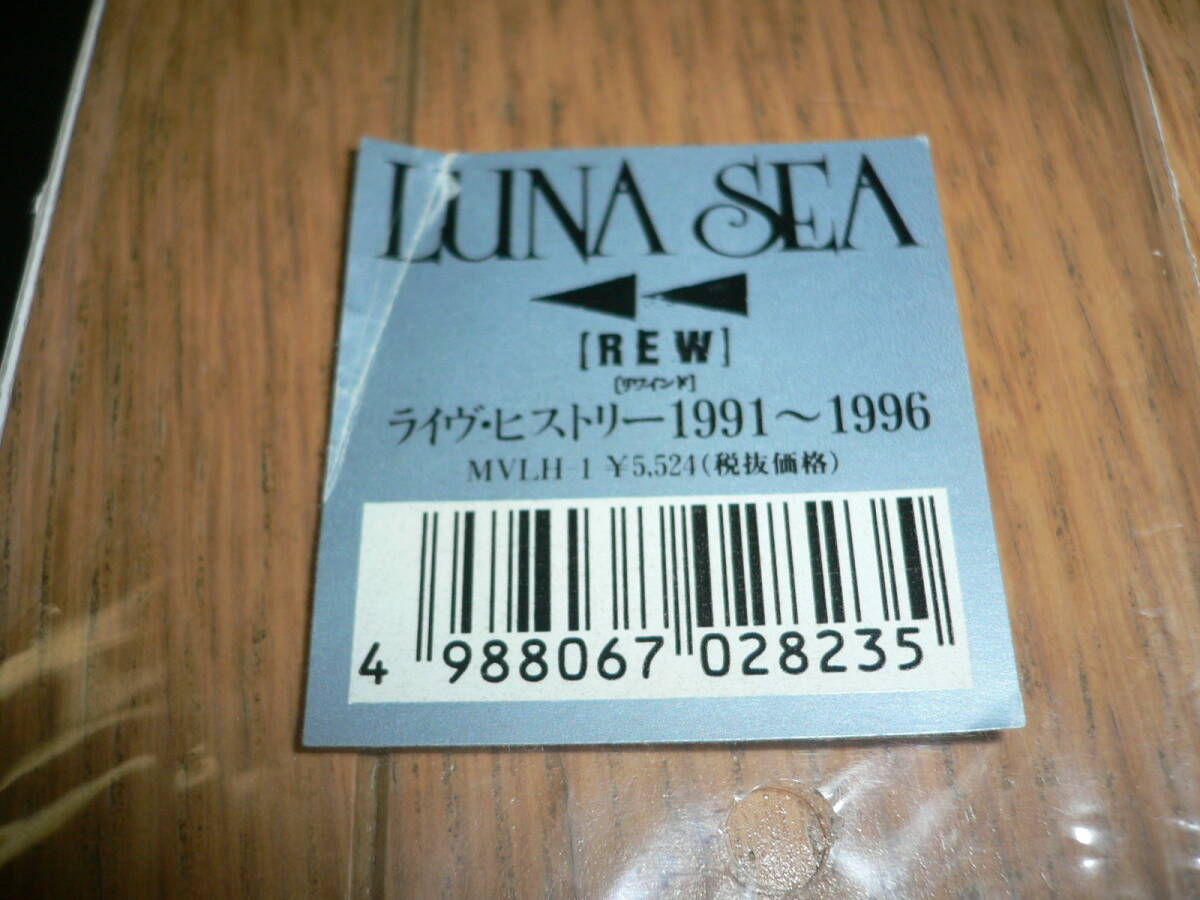 LUNA SEA
[REW]
[リワインド]
ライヴ・ヒストリー1991～1996
MVLH-1 ¥5,524(税抜価格)
4 988067 028235